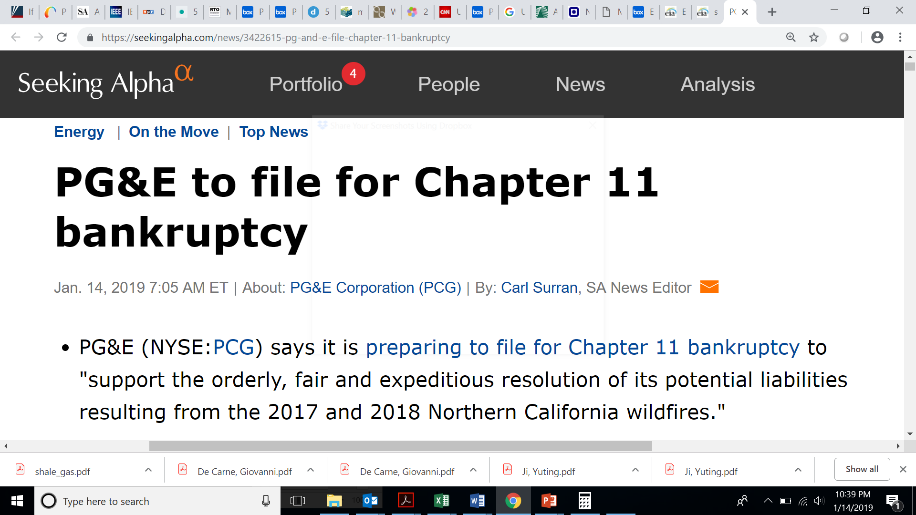 https://seekingalpha.com/news/3422615-pg-and-e-file-chapter-11-bankruptcy
Seeking Alphaα
Portfolio 4 People News Analysis
Energy | On the Move | Top News
PG&E to file for Chapter 11
bankruptcy
Jan. 14, 2019 7:05 AM ET | About: PG&E Corporation (PCG) | By: Carl Surran, SA News Editor
• PG&E (NYSE:PCG) says it is preparing to file for Chapter 11 bankruptcy to
"support the orderly, fair and expeditious resolution of its potential liabilities
resulting from the 2017 and 2018 Northern California wildfires."
shale_gas.pdf De Carne, Giovanni.pdf De Carne, Giovanni.pdf Ji, Yuting.pdf Ji, Yuting.pdf Show all
Type here to search
10:39 PM
1/14/2019